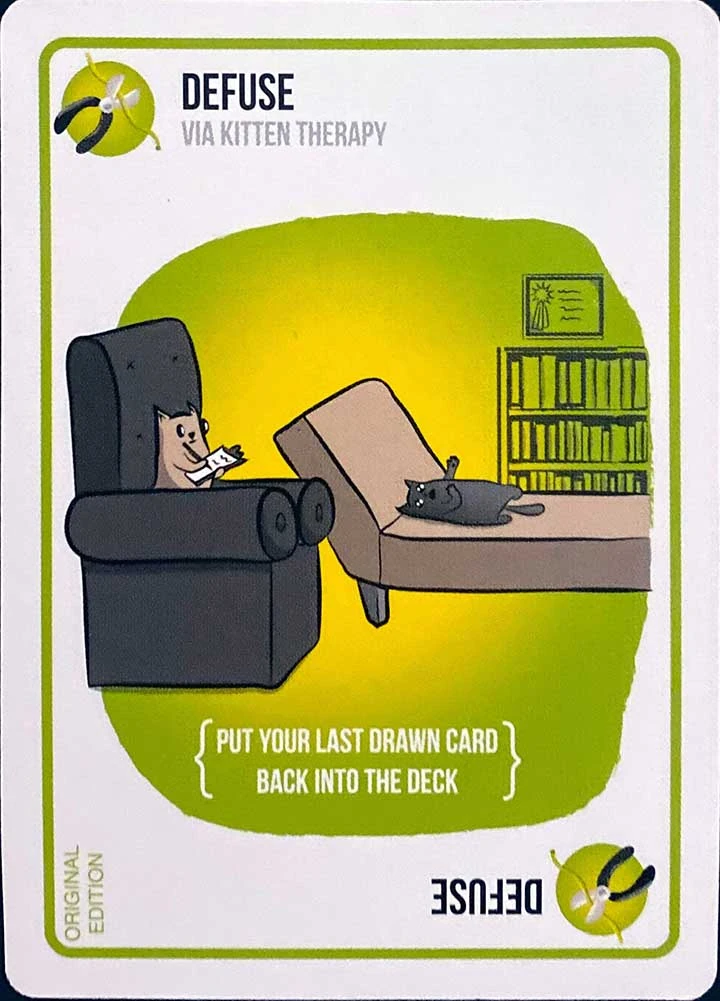 DEFUSE
VIA KITTEN THERAPY
PUT YOUR LAST DRAWN CARD
BACK INTO THE DECK
ORIGINAL
EDITION
DEFUSE